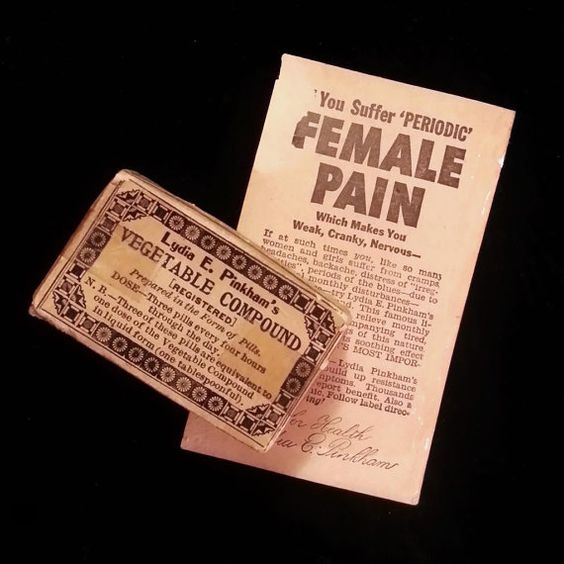 Lydia E. Pinkham's
VEGETABLE COMPOUND
[REGISTERED]
Prepared in the Form of Pills.
DOSE—Three pills every four hours
through the day.
N. B.—Three of these pills are equivalent to
one dose of the Vegetable Compound
in liquid form (one tablespoonful).
You Suffer 'PERIODIC'
FEMALE
PAIN
Which Makes You
Weak, Cranky, Nervous—
If at such times you, like so many
women and girls suffer from cramps,
headaches, backache, distress of "irreg-
periods of the blues—due to
monthly disturbances—
try Lydia E. Pinkham's
This famous li-
relieve monthly
companying tired,
of this nature.
soothing effect
MOST IMPOR-
Lydia Pinkham's
build up resistance
Thousands
report benefit. Also a
Follow label direc-
Health
E. Pinkham